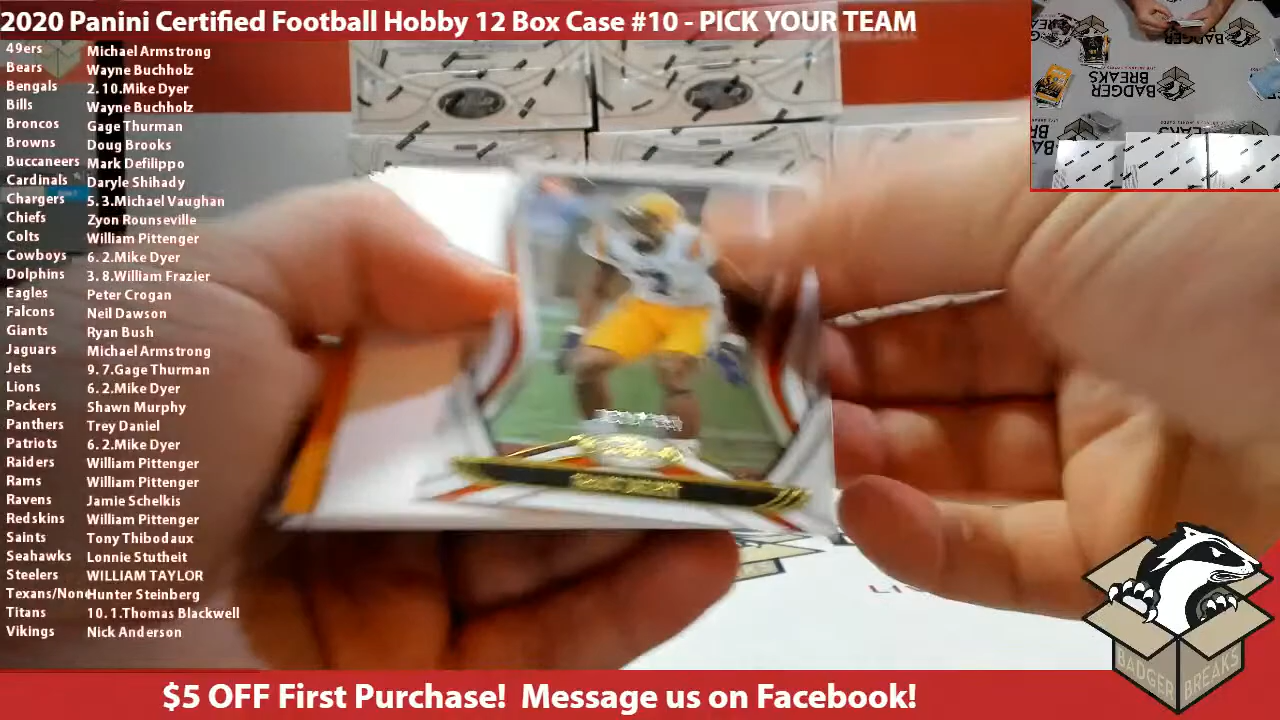 2020 Panini Certified Football Hobby 12 Box Case #10 - PICK YOUR TEAM
49ers Michael Armstrong
Bears Wayne Buchholz
Bengals 2. 10.Mike Dyer
Bills Wayne Buchholz
Broncos Gage Thurman
Browns Doug Brooks
Buccaneers Mark Defilippo
Cardinals Daryle Shihady
Chargers 5. 3.Michael Vaughan
Chiefs Zyon Rounseville
Colts William Pittenger
Cowboys 6. 2.Mike Dyer
Dolphins 3. 8.William Frazier
Eagles Peter Crogan
Falcons Neil Dawson
Giants Ryan Bush
Jaguars Michael Armstrong
Jets 9. 7.Gage Thurman
Lions 6. 2.Mike Dyer
Packers Shawn Murphy
Panthers Trey Daniel
Patriots 6. 2.Mike Dyer
Raiders William Pittenger
Rams William Pittenger
Ravens Jamie Schelkis
Redskins William Pittenger
Saints Tony Thibodaux
Seahawks Lonnie Stutheit
Steelers WILLIAM TAYLOR
Texans/None Hunter Steinberg
Titans 10. 1.Thomas Blackwell
Vikings Nick Anderson
BADGER BREAKS
BADGER BREAKS
$5 OFF First Purchase! Message us on Facebook!